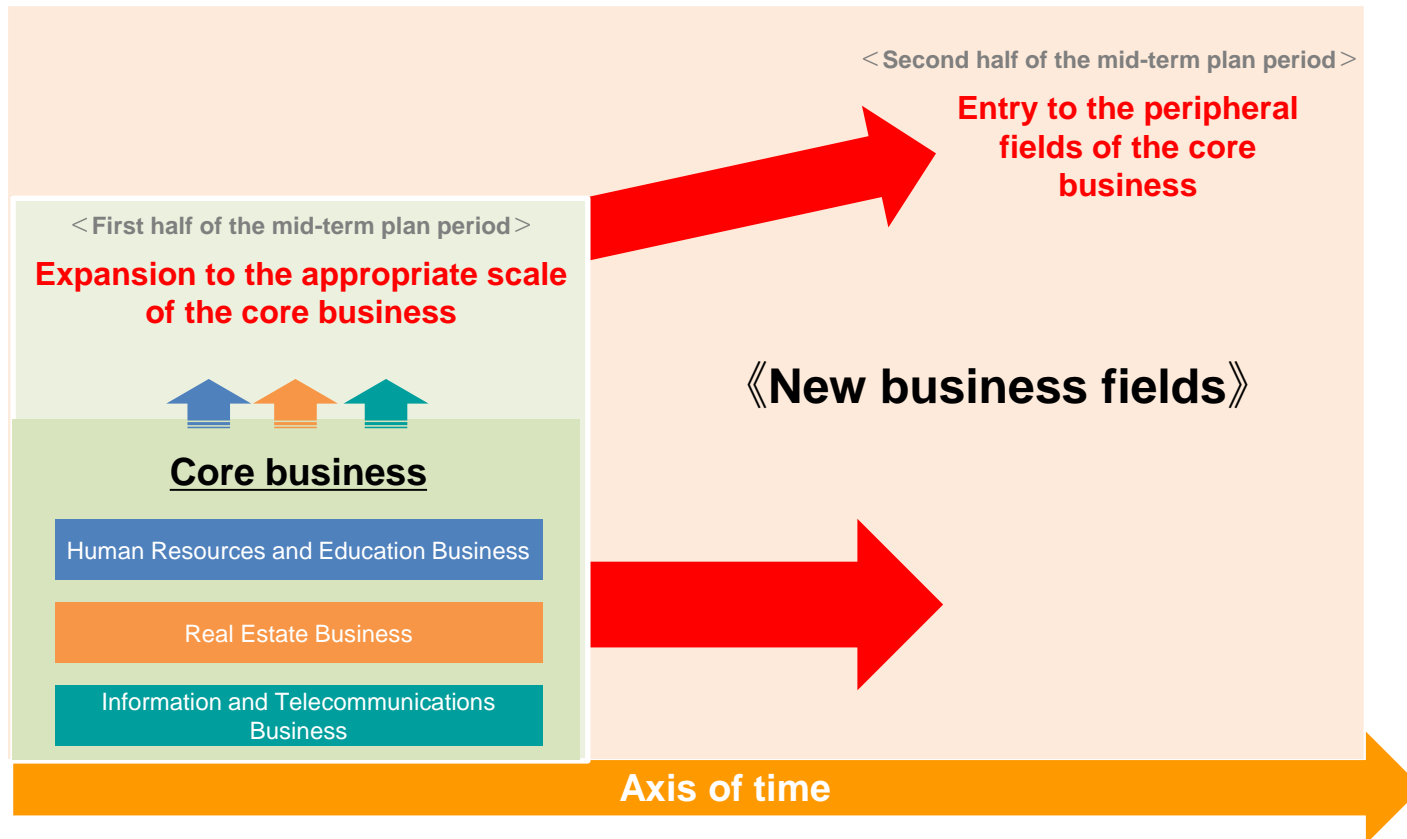 ＜First half of the mid-term plan period＞
Expansion to the appropriate scale
of the core business
Core business
Human Resources and Education Business
Real Estate Business
Information and Telecommunications
Business
＜Second half of the mid-term plan period＞
Entry to the peripheral
fields of the core
business
《New business fields》
Axis of time